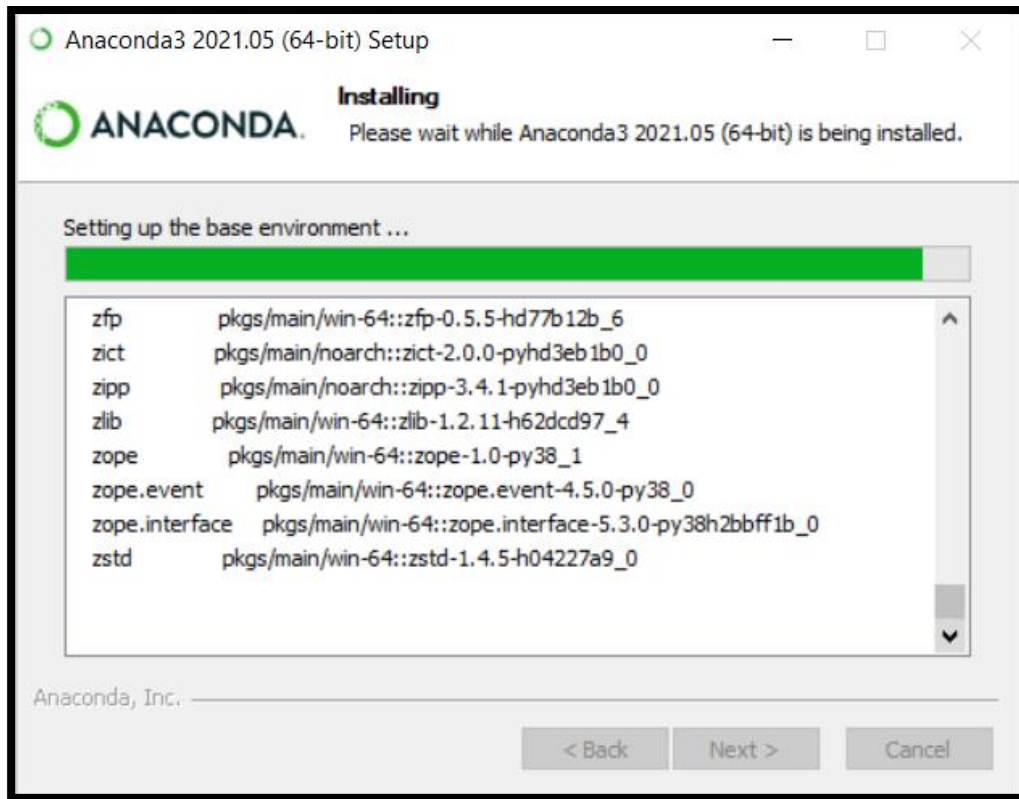 Anaconda3 2021.05 (64-bit) Setup
ANACONDA.
Installing
Please wait while Anaconda3 2021.05 (64-bit) is being installed.
Setting up the base environment ...
zfp pkgs/main/win-64::zfp-0.5.5-hd77b12b_6
zict pkgs/main/noarch::zict-2.0.0-pyhd3eb1b0_0
zipp pkgs/main/noarch::zipp-3.4.1-pyhd3eb1b0_0
zlib pkgs/main/win-64::zlib-1.2.11-h62dcd97_4
zope pkgs/main/win-64::zope-1.0-py38_1
zope.event pkgs/main/win-64::zope.event-4.5.0-py38_0
zope.interface pkgs/main/win-64::zope.interface-5.3.0-py38h2bbff1b_0
zstd pkgs/main/win-64::zstd-1.4.5-h04227a9_0
Anaconda, Inc.
< Back Next > Cancel